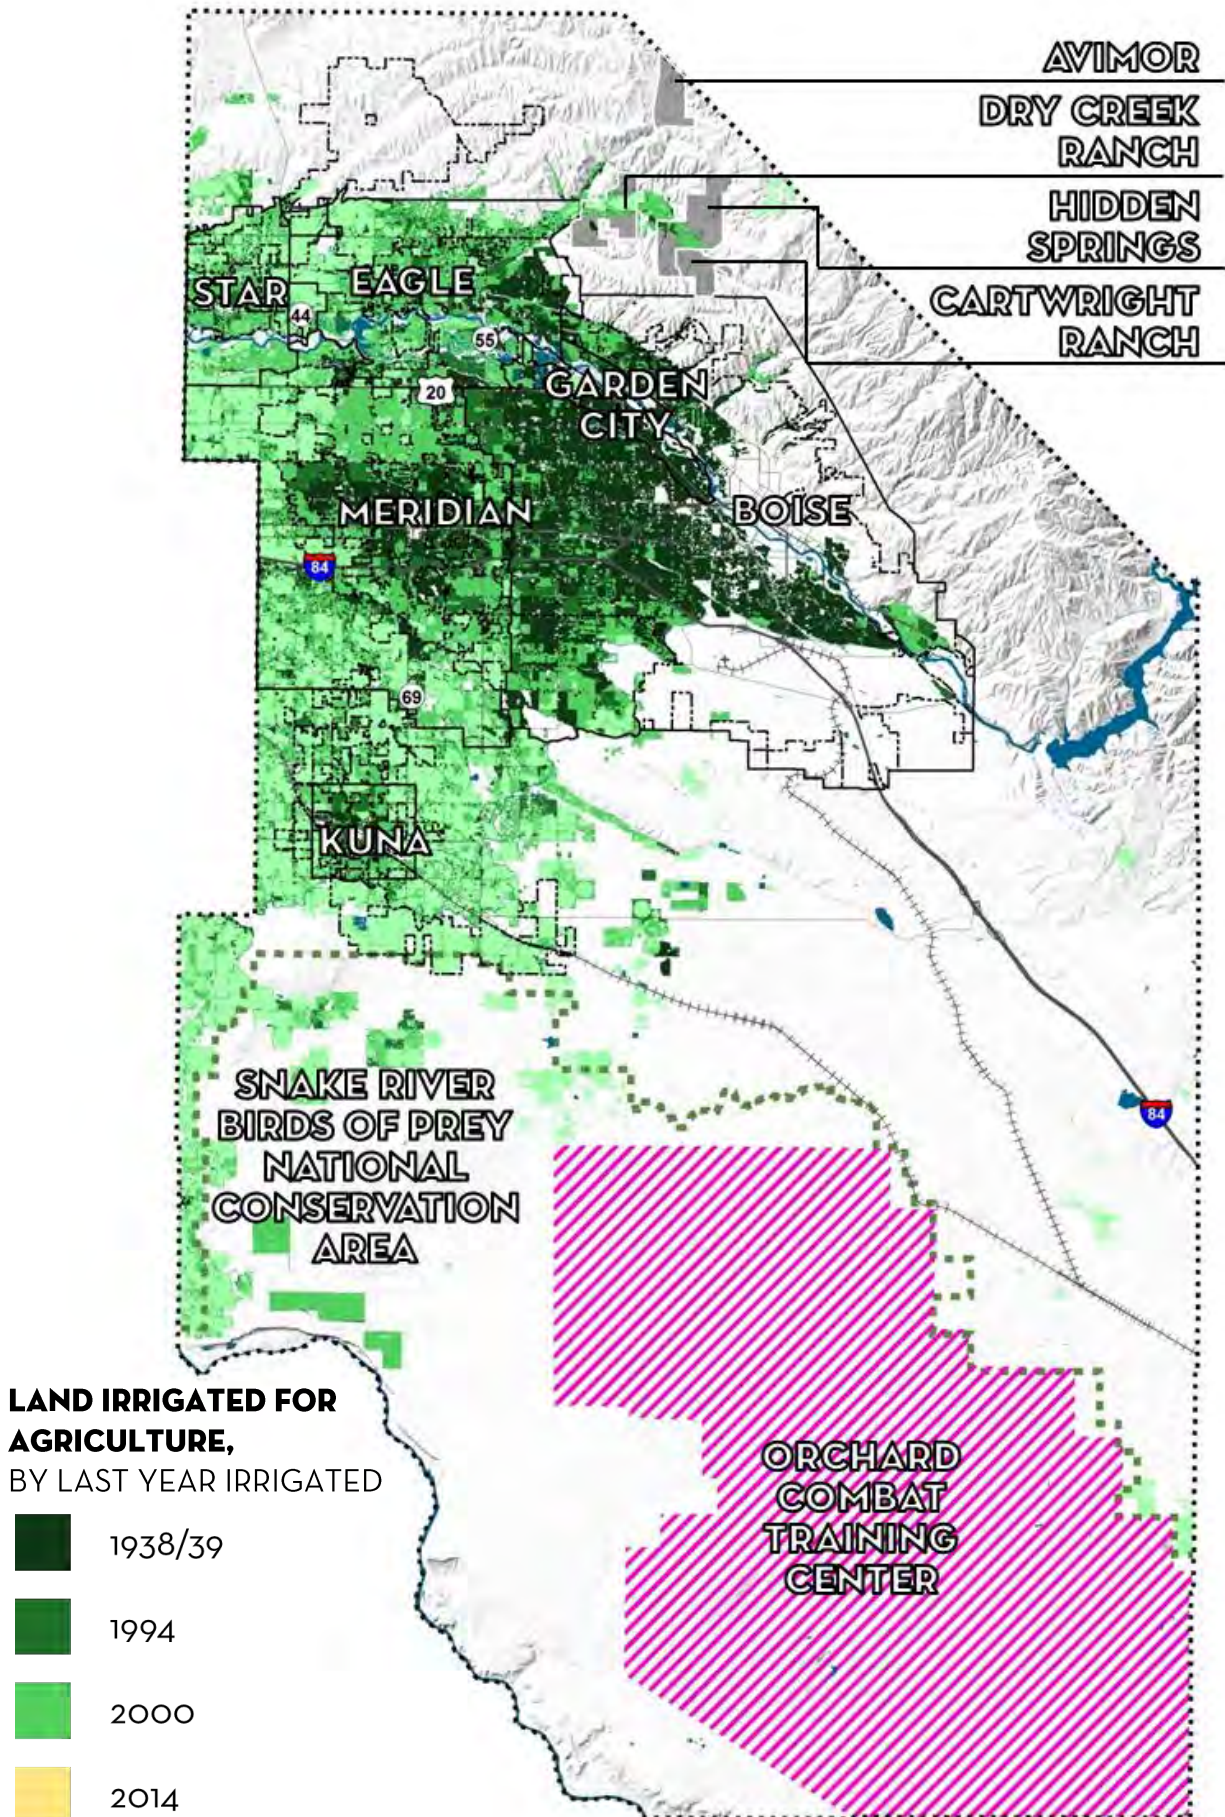 AVIMOR
DRY CREEK
RANCH
HIDDEN
SPRINGS
CARTWRIGHT
RANCH
STAR
EAGLE
44
55
20
GARDEN
CITY
MERIDIAN
BOISE
84
69
KUNA
SNAKE RIVER
BIRDS OF PREY
NATIONAL
CONSERVATION
AREA
84
ORCHARD
COMBAT
TRAINING
CENTER
LAND IRRIGATED FOR
AGRICULTURE,
BY LAST YEAR IRRIGATED
1938/39
1994
2000
2014